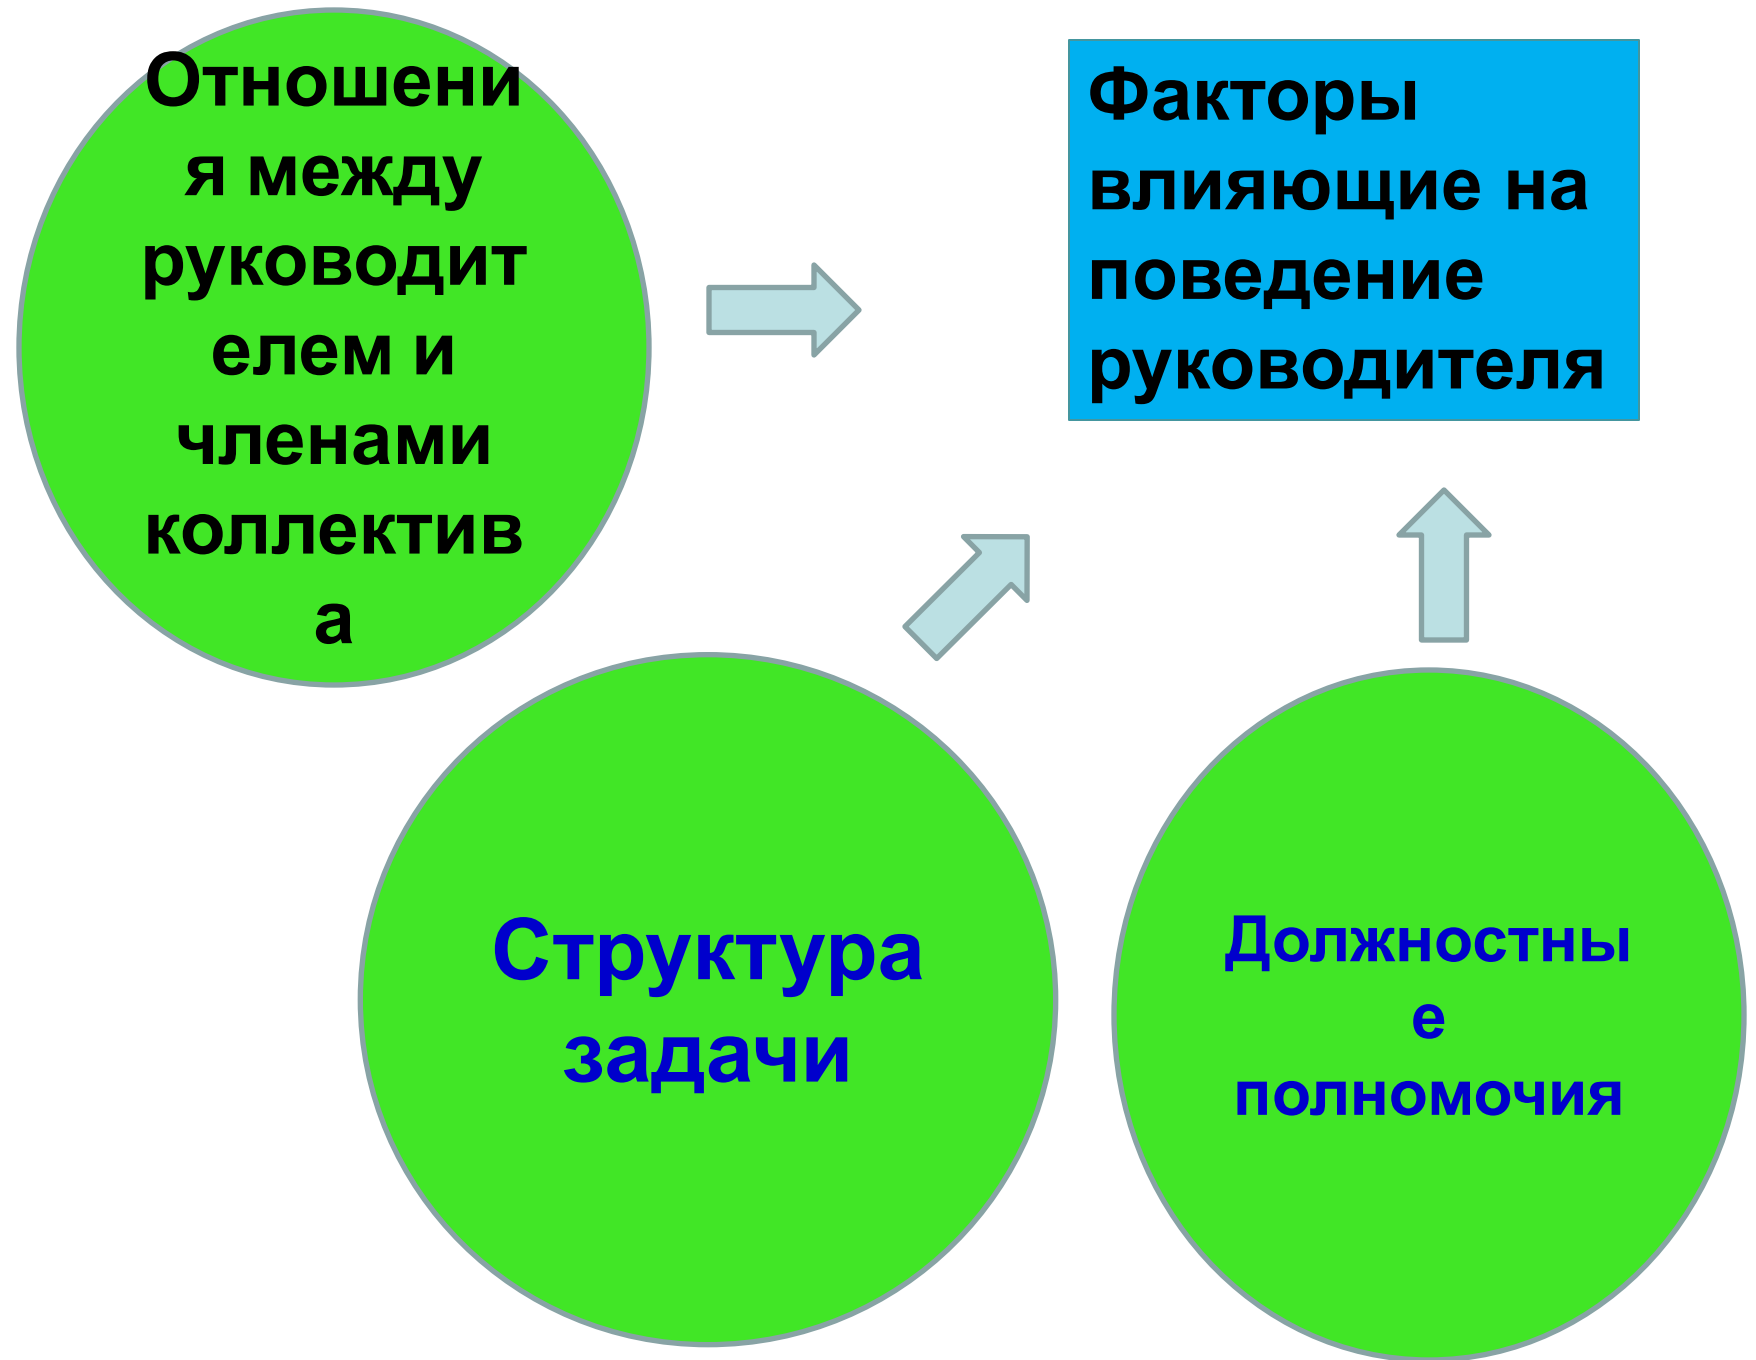 Отношени
я между
руководит
елем и
членами
коллектив
а
Факторы
влияющие на
поведение
руководителя
Структура
задачи
Должностны
е
полномочия